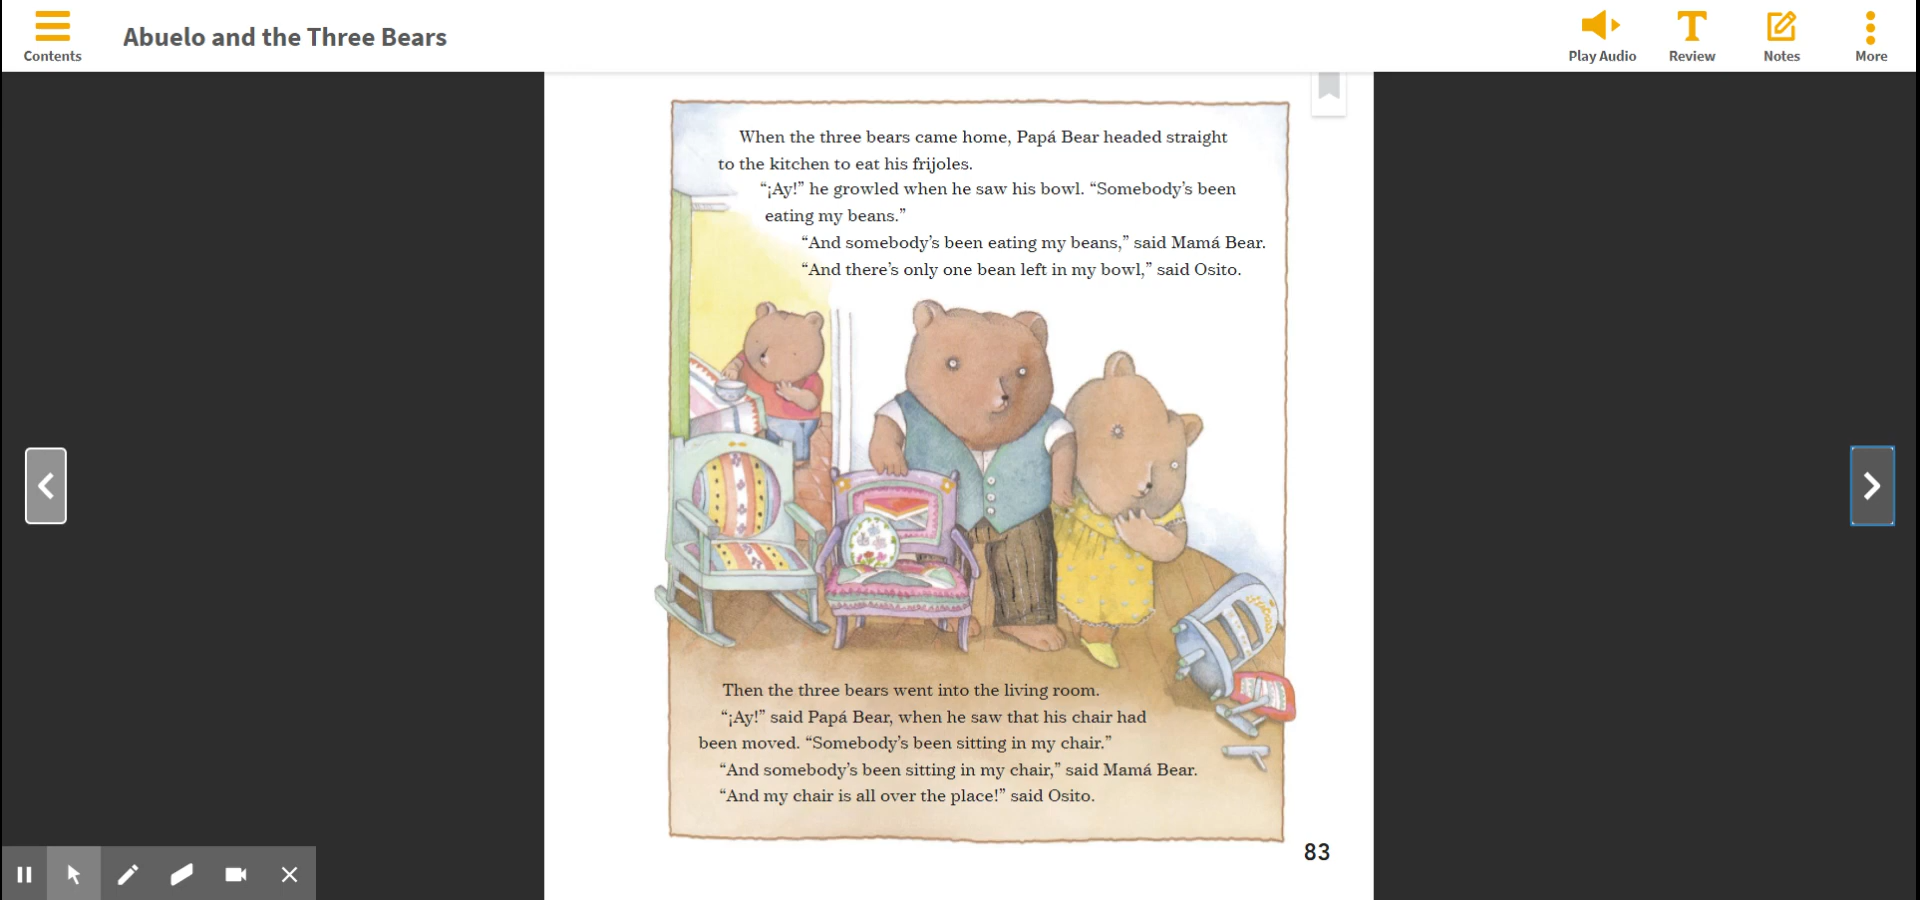 Contents
Abuelo and the Three Bears
Play Audio
Review
Notes
More
When the three bears came home, Papá Bear headed straight
to the kitchen to eat his frijoles.
“¡Ay!” he growled when he saw his bowl. “Somebody’s been
eating my beans.”
“And somebody’s been eating my beans,” said Mamá Bear.
“And there’s only one bean left in my bowl,” said Osito.
Then the three bears went into the living room.
“¡Ay!” said Papá Bear, when he saw that his chair had
been moved. “Somebody’s been sitting in my chair.”
“And somebody’s been sitting in my chair,” said Mamá Bear.
“And my chair is all over the place!” said Osito.
83